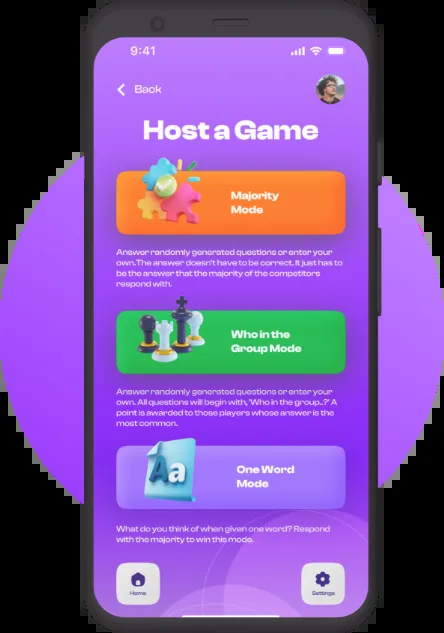 9:41
Back
Host a Game
Majority
Mode
Answer randomly generated questions or enter your
own.The answer doesn't have to be correct. It just has to
be the answer that the majority of the competitors
respond with.
Who in the
Group Mode
Answer randomly generated questions or enter your
own. All questions will begin with, 'Who in the group..?' A
point is awarded to those players whose answer is the
most common.
Aa
One Word
Mode
What do you think of when given one word? Respond
with the majority to win this mode.
Home
Settings